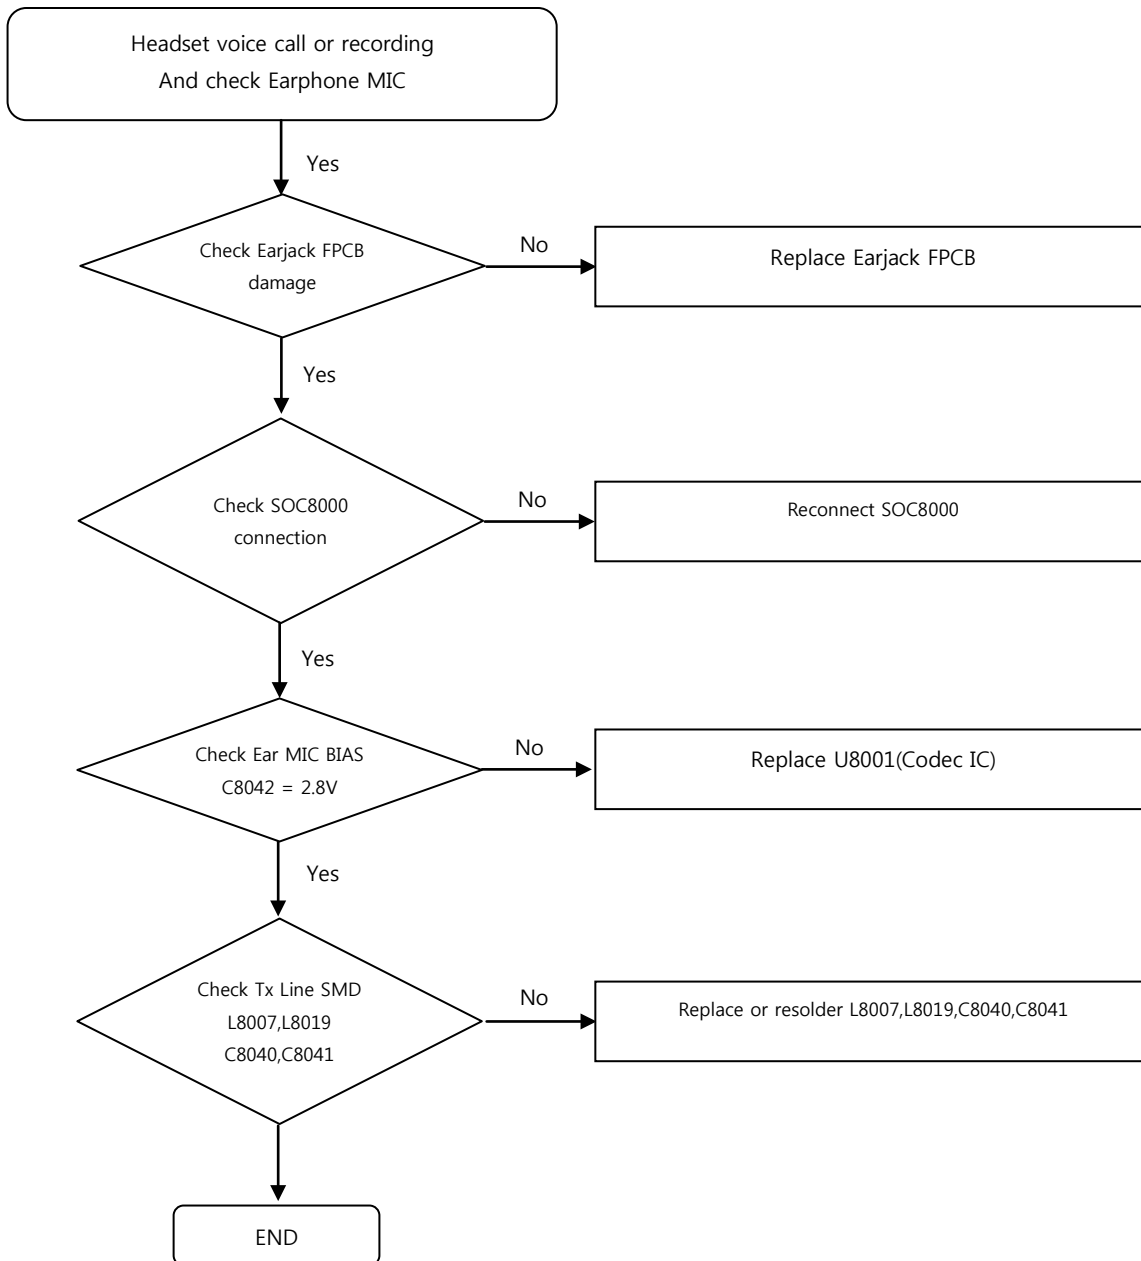 Headset voice call or recording
And check Earphone MIC
Yes
Check Earjack FPCB
damage
No
Replace Earjack FPCB
Yes
Check SOC8000
connection
No
Reconnect SOC8000
Yes
Check Ear MIC BIAS
C8042 = 2.8V
No
Replace U8001(Codec IC)
Yes
Check Tx Line SMD
L8007,L8019
C8040,C8041
No
Replace or resolder L8007,L8019,C8040,C8041
END